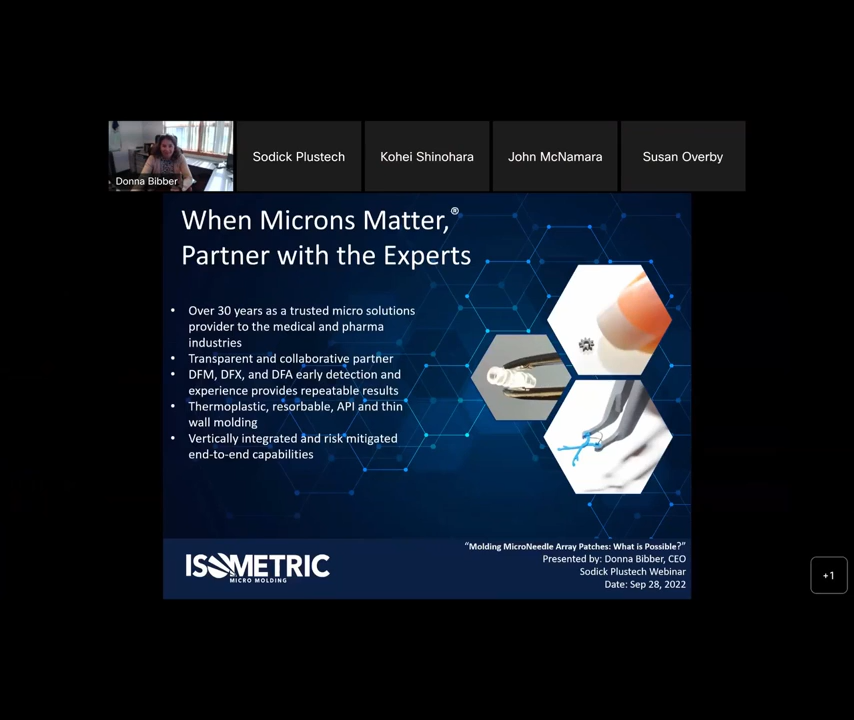 Donna Bibber
Sodick Plustech
Kohei Shinohara
John McNamara
Susan Overby
When Microns Matter,®
Partner with the Experts
• Over 30 years as a trusted micro solutions
provider to the medical and pharma
industries
• Transparent and collaborative partner
• DFM, DFX, and DFA early detection and
experience provides repeatable results
• Thermoplastic, resorbable, API and thin
wall molding
• Vertically integrated and risk mitigated
end-to-end capabilities
ISOMETRIC
MICRO MOLDING
“Molding MicroNeedle Array Patches: What is Possible?”
Presented by: Donna Bibber, CEO
Sodick Plustech Webinar
Date: Sep 28, 2022
+1